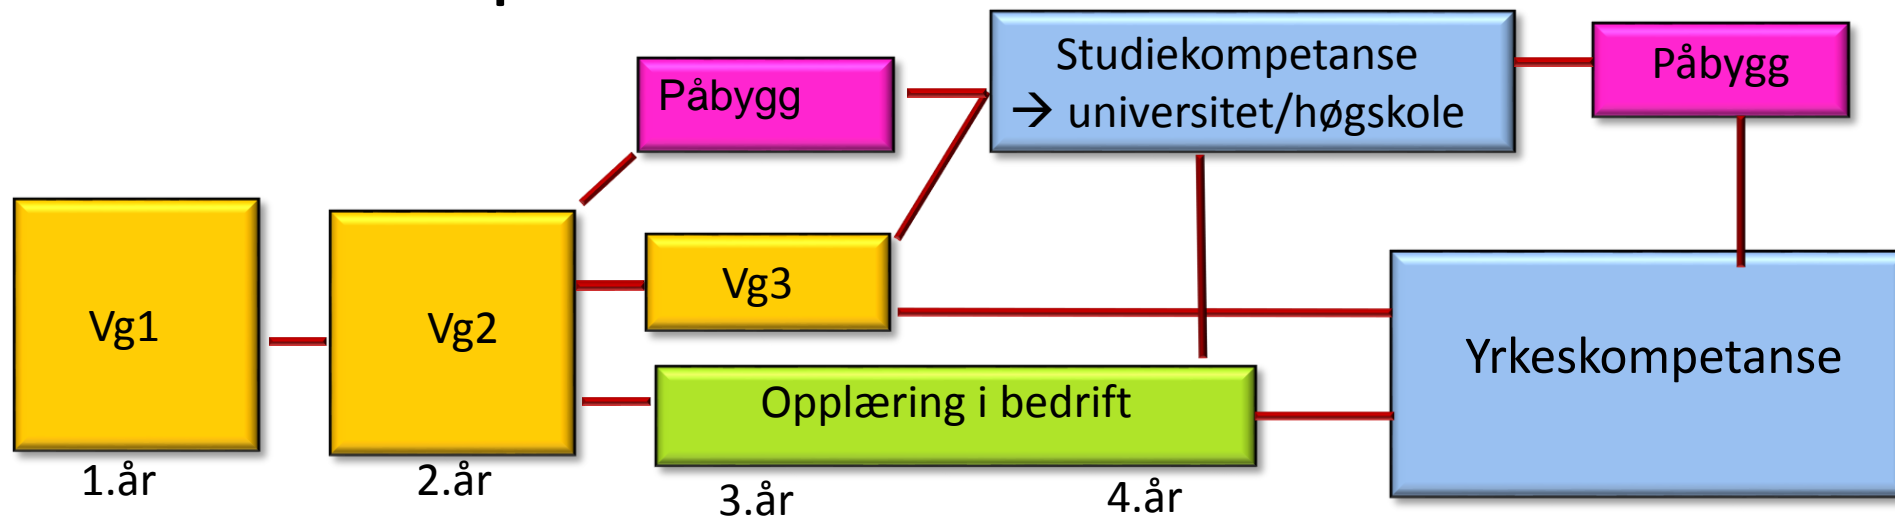 Studiekompetanse
→ universitet/høgskole
Påbygg
Påbygg
Vg1
Vg2
Vg3
Yrkeskompetanse
Opplæring i bedrift
1.år
2.år
3.år
4.år